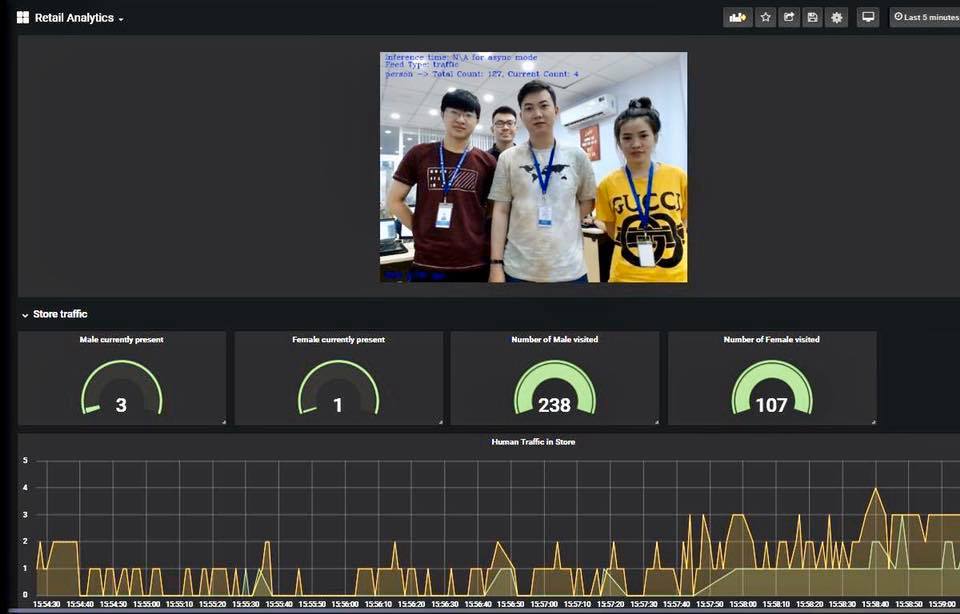 Retail Analytics
Last 5 minutes
Inference time: N\A for async mode
Feed Type: traffic
person —> Total Count: 127, Current Count: 4
GUCCI
Store traffic
Male currently present
Female currently present
Number of Male visited
Number of Female visited
3
1
238
107
Human Traffic in Store
5
4
3
2
1
0
15:54:30 15:54:40 15:54:50 15:55:00 15:55:10 15:55:20 15:55:30 15:55:40 15:55:50 15:56:00 15:56:10 15:56:20 15:56:30 15:56:40 15:56:50 15:57:00 15:57:10 15:57:20 15:57:30 15:57:40 15:57:50 15:58:00 15:58:10 15:58:20 15:58:30 15:58:40 15:58:50 15:59:00